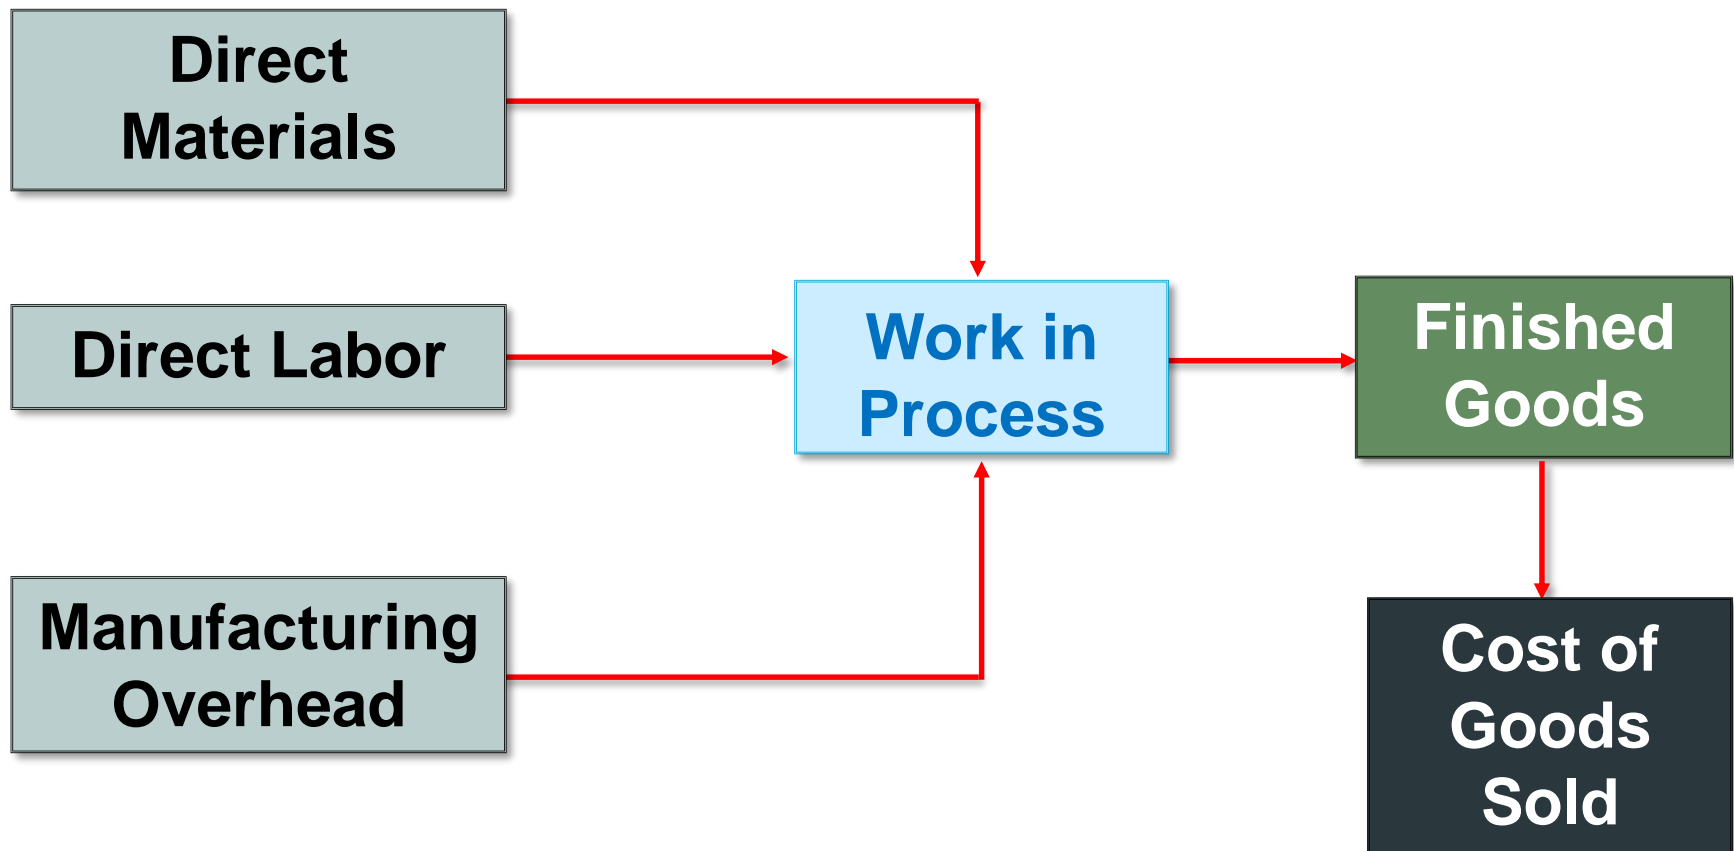 Direct
Materials
Direct Labor
Work in
Process
Finished
Goods
Manufacturing
Overhead
Cost of
Goods
Sold